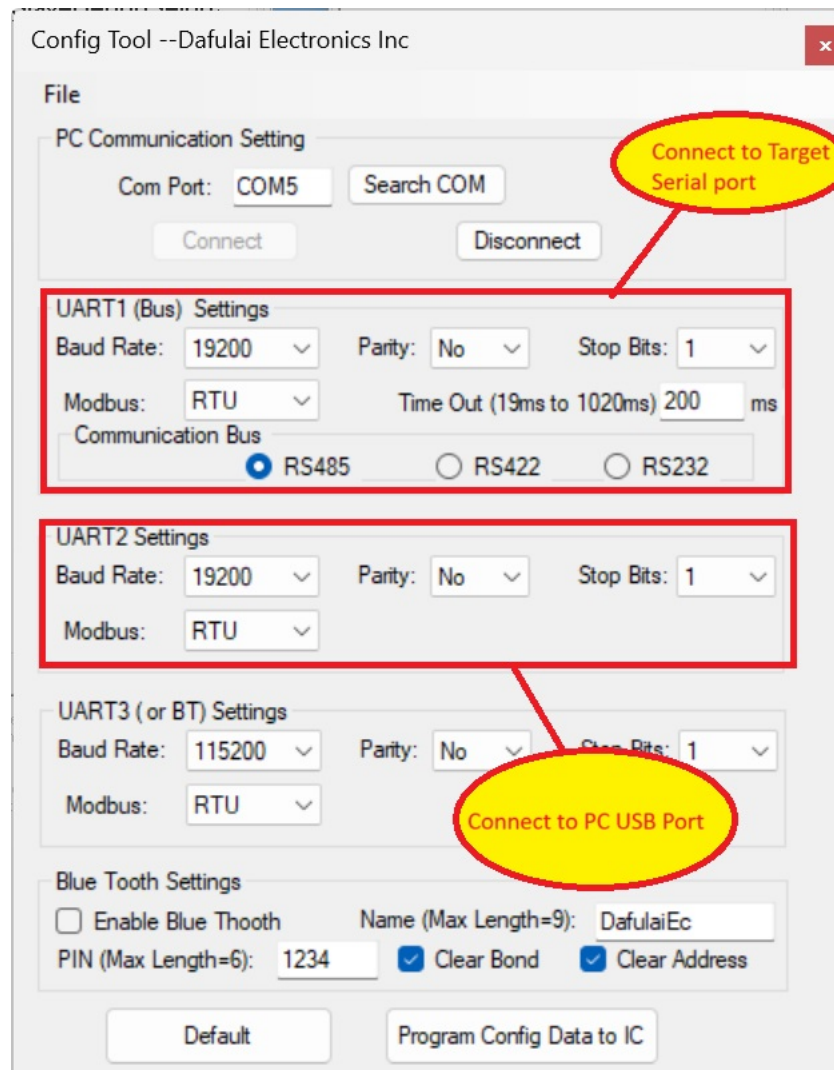 Config Tool --Dafulai Electronics Inc
File
PC Communication Setting
Connect to Target
Serial port
Com Port: COM5 Search COM
Connect Disconnect
UART1 (Bus) Settings
Baud Rate: 19200 Parity: No Stop Bits: 1
Modbus: RTU Time Out (19ms to 1020ms) 200 ms
Communication Bus
RS485 RS422 RS232
UART2 Settings
Baud Rate: 19200 Parity: No Stop Bits: 1
Modbus: RTU
UART3 ( or BT) Settings
Baud Rate: 115200 Parity: No Stop Bits: 1
Modbus: RTU
Connect to PC USB Port
Blue Tooth Settings
Enable Blue Thooth Name (Max Length=9): DafulaiEc
PIN (Max Length=6): 1234 Clear Bond Clear Address
Default Program Config Data to IC